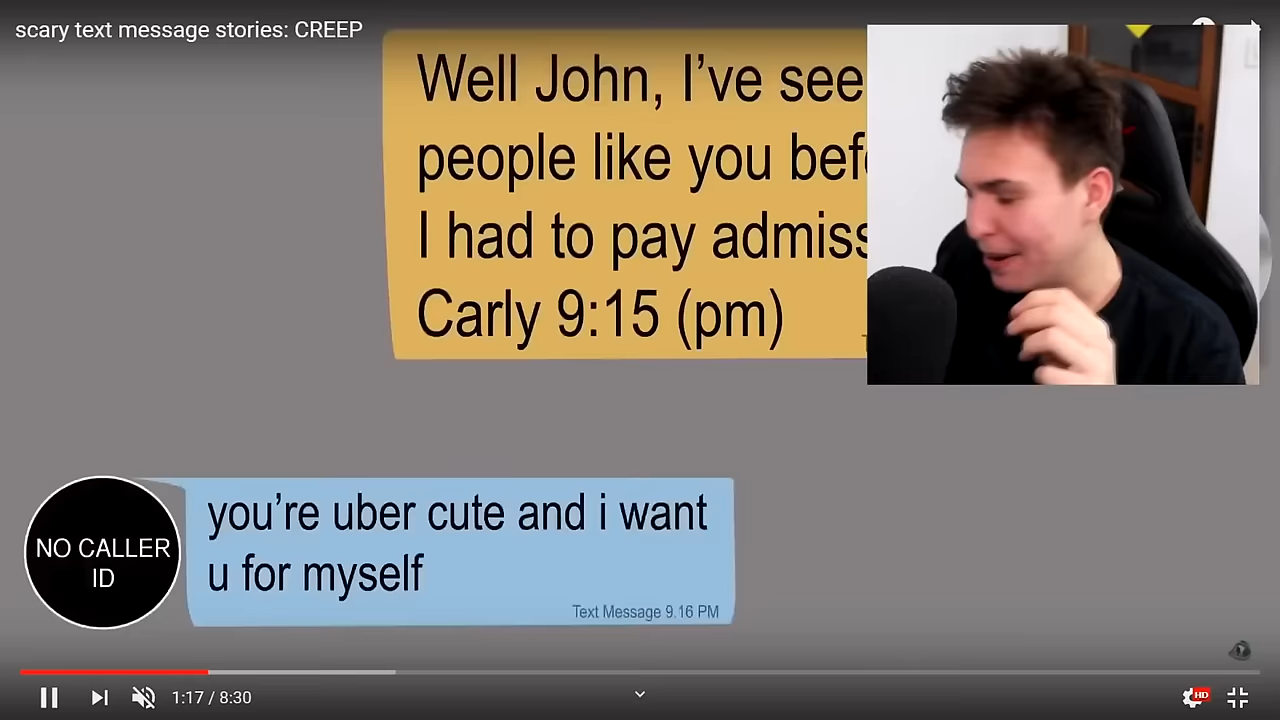 scary text message stories: CREEP
Well John, I’ve see
people like you bef
I had to pay admiss
Carly 9:15 (pm)
NO CALLER
ID
you’re uber cute and i want
u for myself
Text Message 9.16 PM
1:17 / 8:30
HD